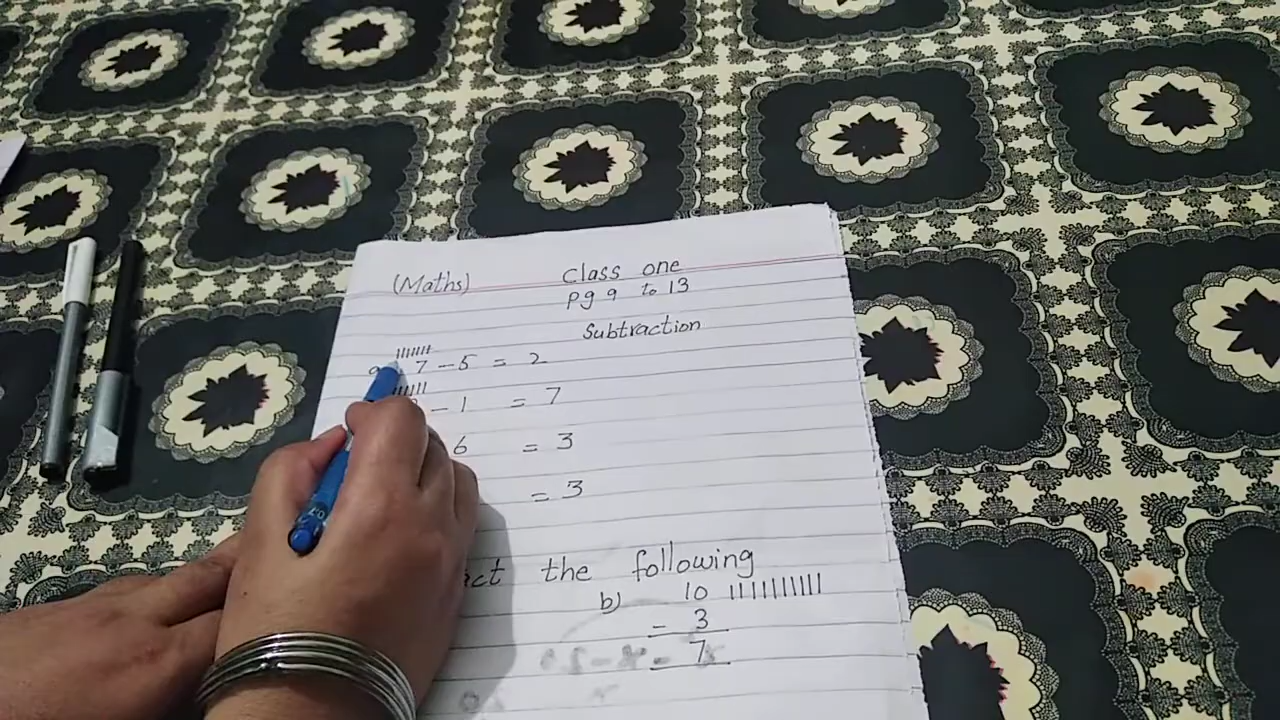 (Maths) Class one
Pg 9 to 13
Subtraction
7 - 5 = 2
- 1 = 7
6 = 3
= 3
the following
b) 10
- 3
7